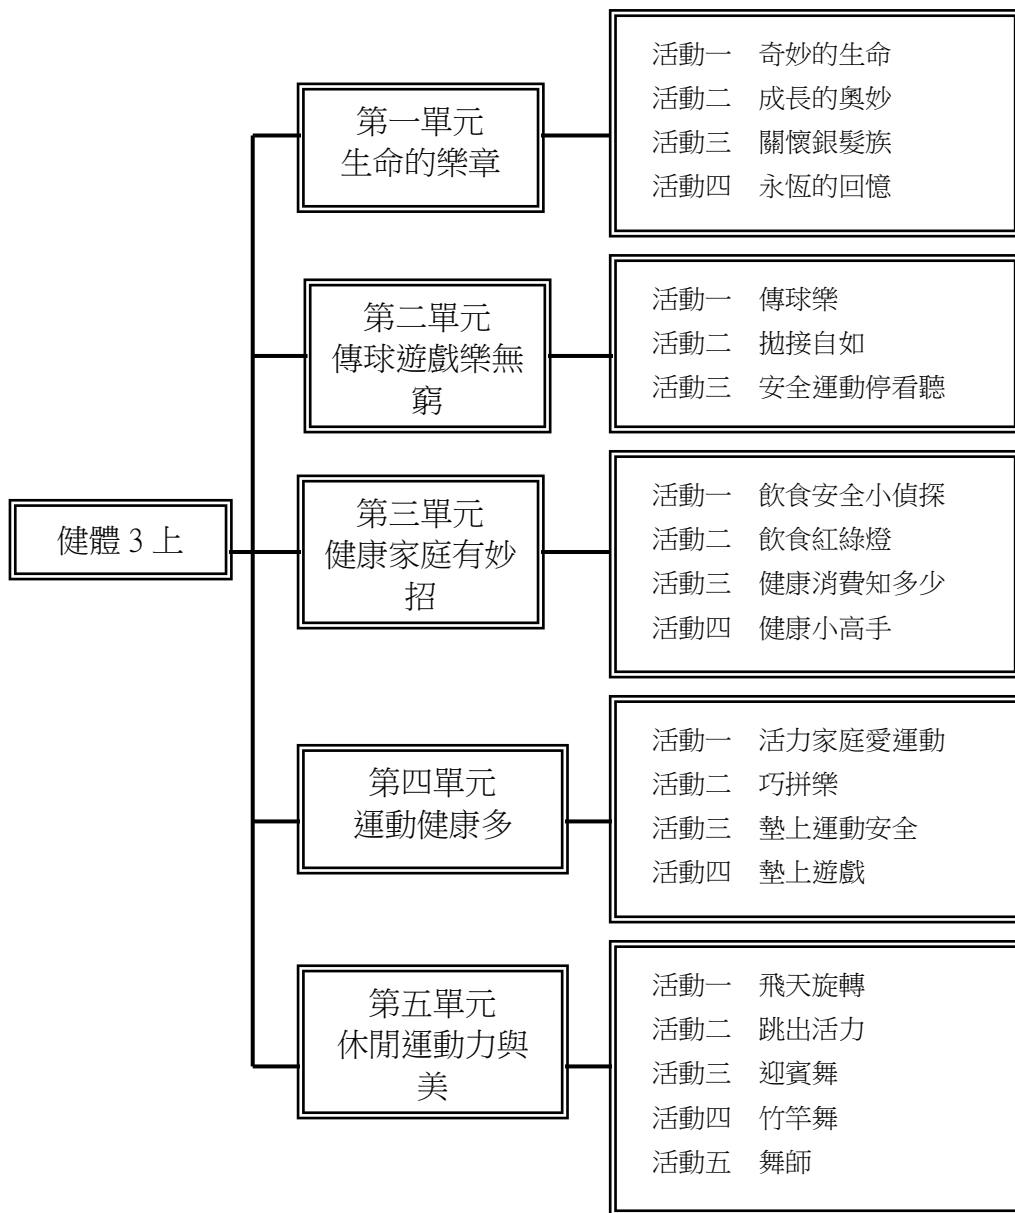 健體 3 上
第一單元
生命的樂章
活動一 奇妙的生命
活動二 成長的奧妙
活動三 關懷銀髮族
活動四 永恆的回憶
第二單元
傳球遊戲樂無
窮
活動一 傳球樂
活動二 拋接自如
活動三 安全運動停看聽
第三單元
健康家庭有妙
招
活動一 飲食安全小偵探
活動二 飲食紅綠燈
活動三 健康消費知多少
活動四 健康小高手
第四單元
運動健康多
活動一 活力家庭愛運動
活動二 巧拼樂
活動三 墊上運動安全
活動四 墊上遊戲
第五單元
休閒運動力與
美
活動一 飛天旋轉
活動二 跳出活力
活動三 迎賓舞
活動四 竹竿舞
活動五 舞師